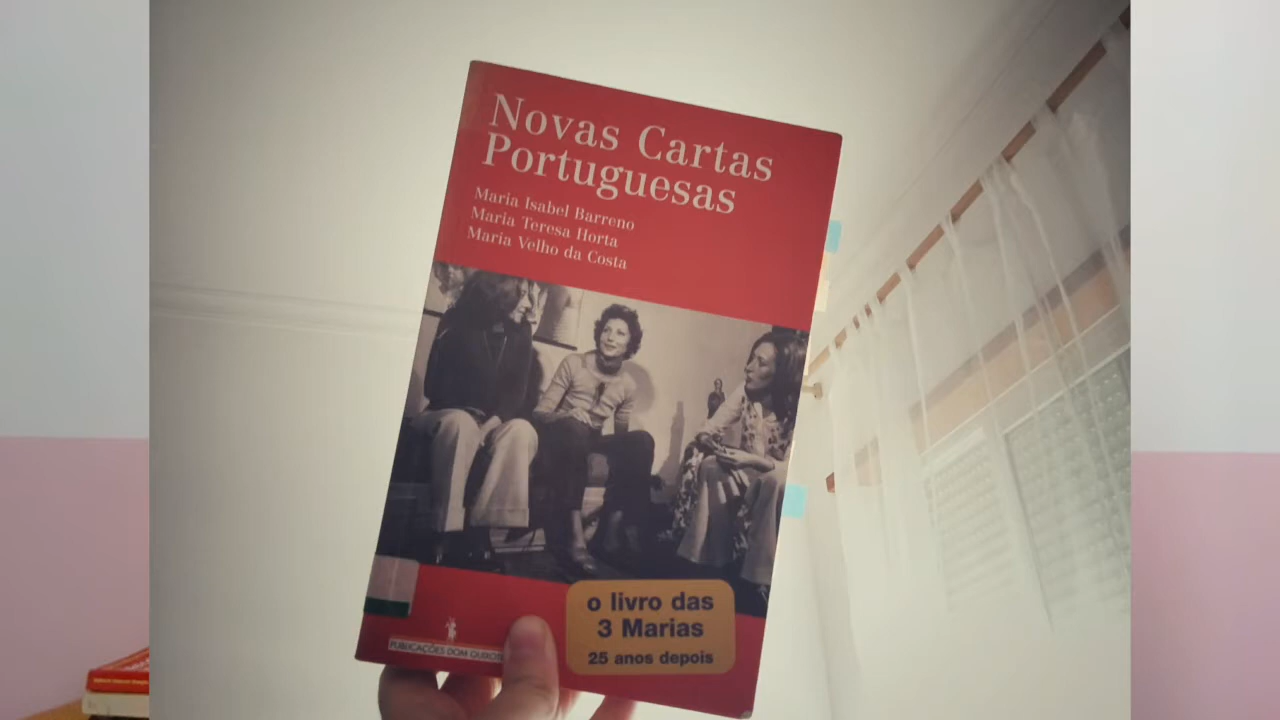 Novas Cartas
Portuguesas
Maria Isabel Barreno
Maria Teresa Horta
Maria Velho da Costa
o livro das
3 Marias
25 anos depois
PUBLICAÇÕES DOM QUIXOTE